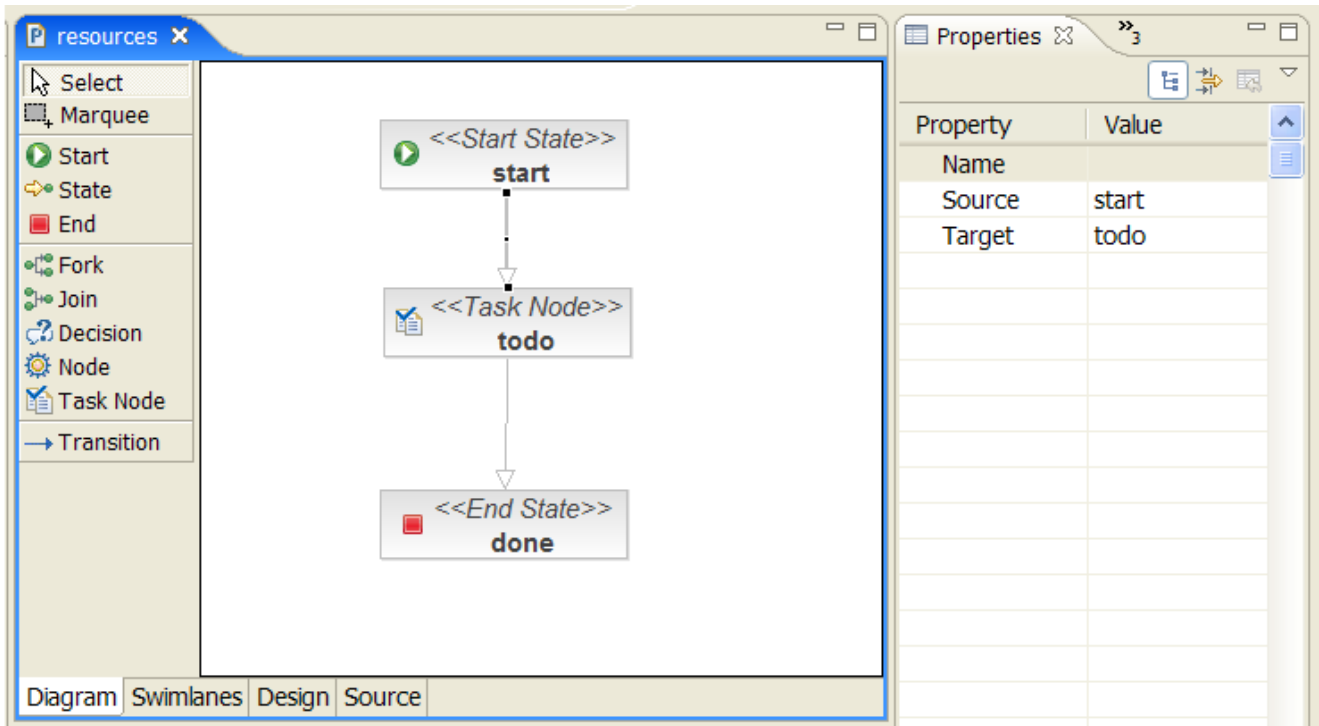 resources
Select
Marquee
Start
State
End
Fork
Join
Decision
Node
Task Node
Transition
<<Start State>>
start
<<Task Node>>
todo
<<End State>>
done
Diagram Swimlanes Design Source
Properties »3
Property Value
Name
Source start
Target todo